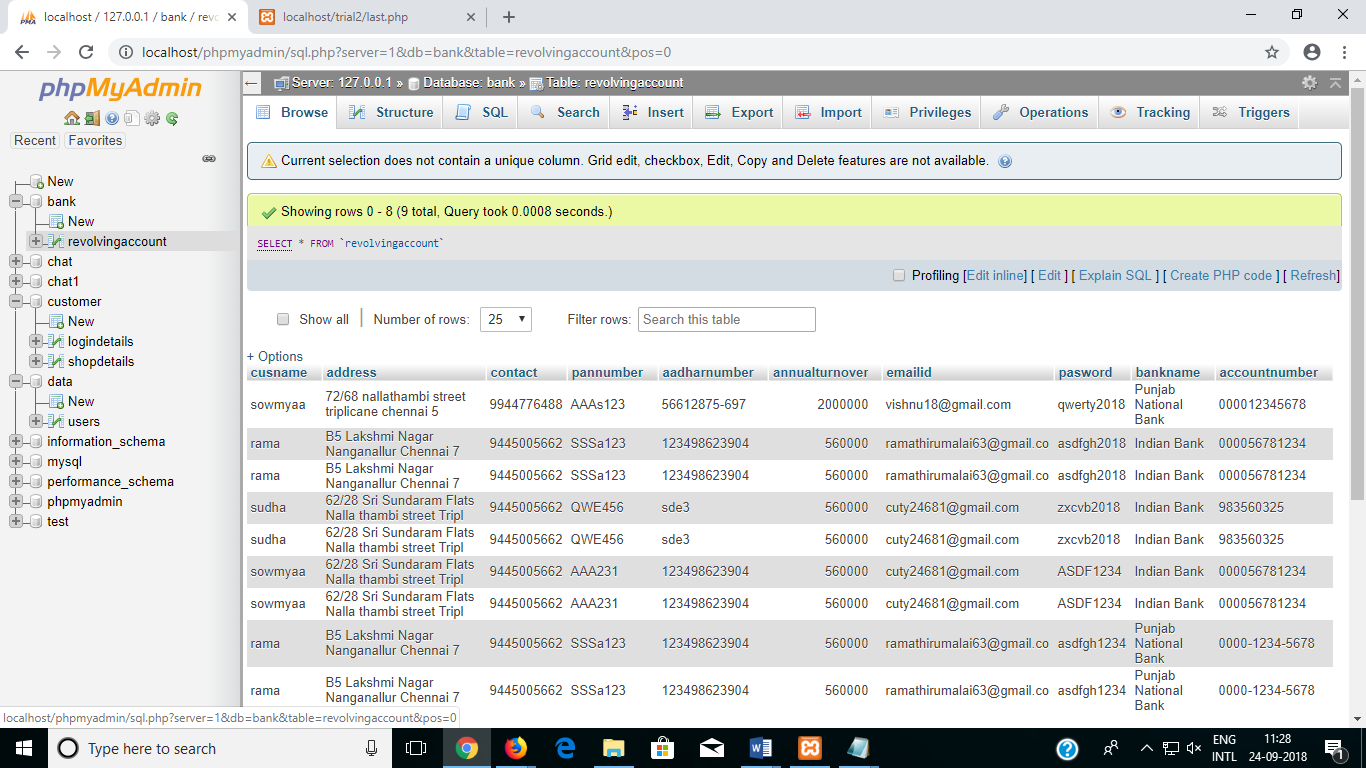 localhost / 127.0.0.1 / bank / revo
localhost/trial2/last.php
localhost/phpmyadmin/sql.php?server=1&db=bank&table=revolvingaccount&pos=0
phpMyAdmin
Recent Favorites
New
bank
New
revolvingaccount
chat
chat1
customer
New
logindetails
shopdetails
data
New
users
information_schema
mysql
performance_schema
phpmyadmin
test
Server: 127.0.0.1 » Database: bank » Table: revolvingaccount
Browse Structure SQL Search Insert Export Import Privileges Operations Tracking Triggers
Current selection does not contain a unique column. Grid edit, checkbox, Edit, Copy and Delete features are not available.
Showing rows 0 - 8 (9 total, Query took 0.0008 seconds.)
SELECT * FROM `revolvingaccount`
Profiling [Edit inline] [ Edit ] [ Explain SQL ] [ Create PHP code ] [ Refresh]
Show all | Number of rows: 25 Filter rows: Search this table
+ Options
cusname address contact pannumber aadharnumber annualturnover emailid pasword bankname accountnumber
sowmyaa 72/68 nallathambi street triplicane chennai 5 9944776488 AAAs123 56612875-697 2000000 vishnu18@gmail.com qwerty2018 Punjab National Bank 000012345678
rama B5 Lakshmi Nagar Nanganallur Chennai 7 9445005662 SSSa123 123498623904 560000 ramathirumalai63@gmail.co asdfgh2018 Indian Bank 000056781234
rama B5 Lakshmi Nagar Nanganallur Chennai 7 9445005662 SSSa123 123498623904 560000 ramathirumalai63@gmail.co asdfgh2018 Indian Bank 000056781234
sudha 62/28 Sri Sundaram Flats Nalla thambi street Tripl 9445005662 QWE456 sde3 560000 cuty24681@gmail.com zxcvb2018 Indian Bank 983560325
sudha 62/28 Sri Sundaram Flats Nalla thambi street Tripl 9445005662 QWE456 sde3 560000 cuty24681@gmail.com zxcvb2018 Indian Bank 983560325
sowmyaa 62/28 Sri Sundaram Flats Nalla thambi street Tripl 9445005662 AAA231 123498623904 560000 cuty24681@gmail.com ASDF1234 Indian Bank 000056781234
sowmyaa 62/28 Sri Sundaram Flats Nalla thambi street Tripl 9445005662 AAA231 123498623904 560000 cuty24681@gmail.com ASDF1234 Indian Bank 000056781234
rama B5 Lakshmi Nagar Nanganallur Chennai 7 9445005662 SSSa123 123498623904 560000 ramathirumalai63@gmail.co asdfgh1234 Punjab National Bank 0000-1234-5678
rama B5 Lakshmi Nagar Nanganallur Chennai 7 9445005662 SSSa123 123498623904 560000 ramathirumalai63@gmail.co asdfgh1234 Punjab National Bank 0000-1234-5678
localhost/phpmyadmin/sql.php?server=1&db=bank&table=revolvingaccount&pos=0
Type here to search
ENG
INTL
11:28
24-09-2018
1